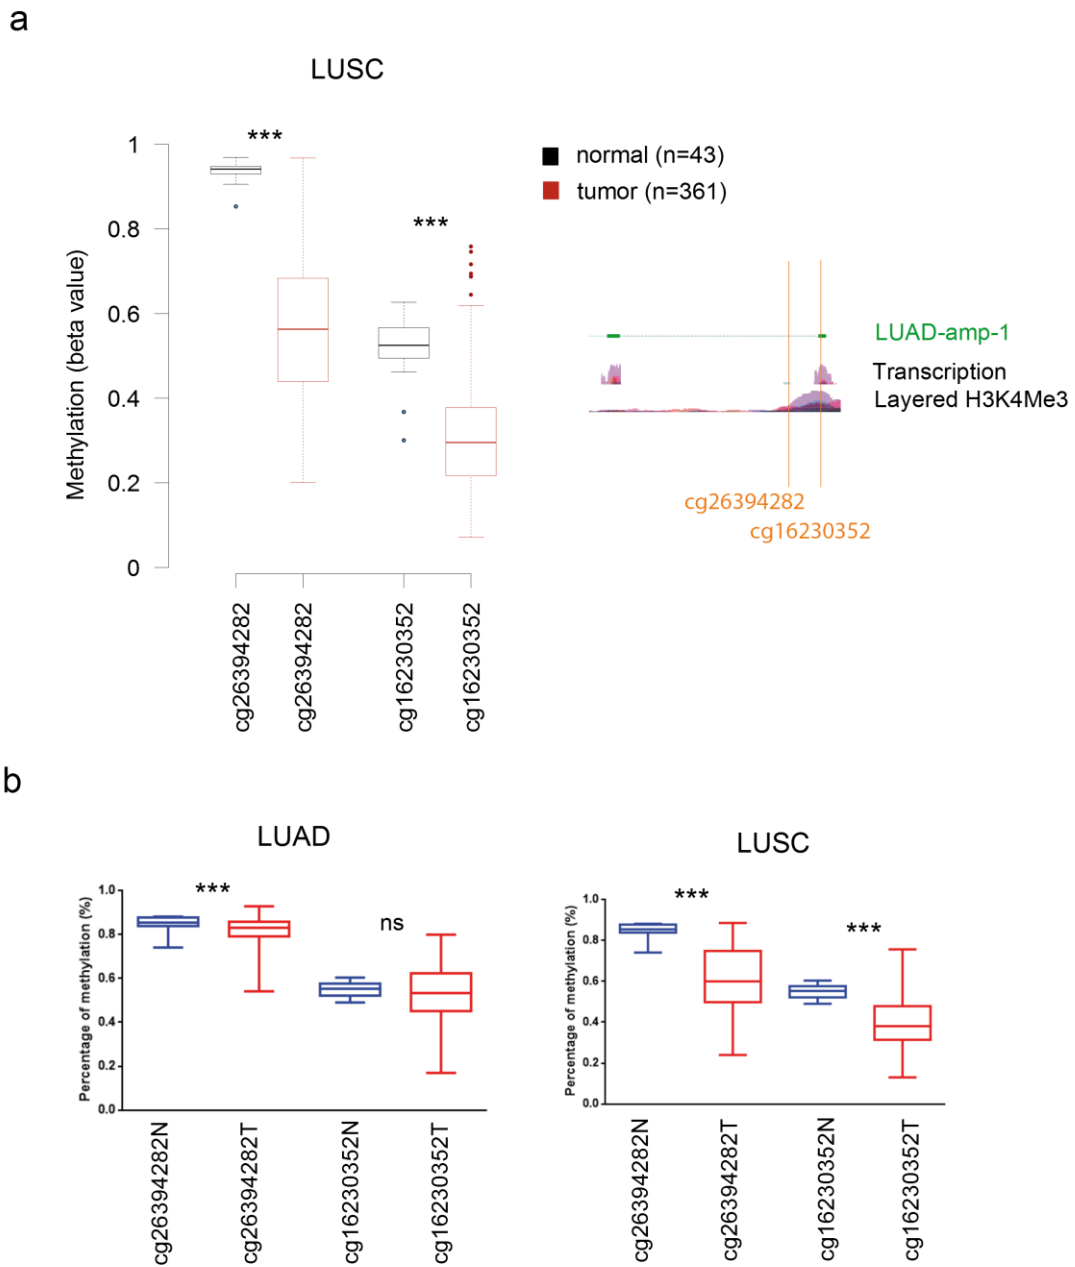 a
LUSC
***
***
1
0.8
0.6
0.4
0.2
0
Methylation (beta value)
cg26394282
cg26394282
cg16230352
cg16230352
normal (n=43)
tumor (n=361)
LUAD-amp-1
Transcription
Layered H3K4Me3
cg26394282
cg16230352
b
LUAD
***
ns
1.0
0.8
0.6
0.4
0.2
0.0
Percentage of methylation (%)
cg26394282N
cg26394282T
cg16230352N
cg16230352T
LUSC
***
***
1.0
0.8
0.6
0.4
0.2
0.0
Percentage of methylation (%)
cg26394282N
cg26394282T
cg16230352N
cg16230352T